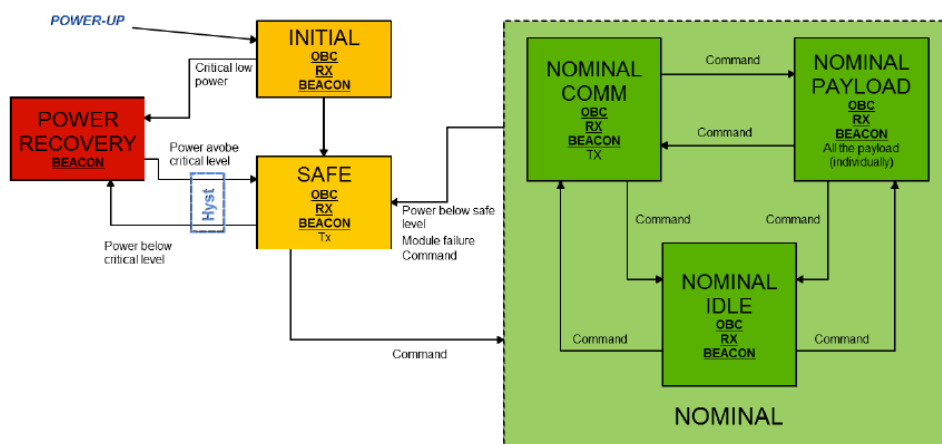 POWER-UP
INITIAL
OBC
RX
BEACON
Critical low
power
POWER
RECOVERY
BEACON
Power avobe
critical level
Hyst
SAFE
OBC
RX
BEACON
Tx
Power below
critical level
Power below safe
level
Module failure
Command
Command
NOMINAL
COMM
OBC
RX
BEACON
TX
Command
Command
NOMINAL
PAYLOAD
OBC
RX
BEACON
All the payload
(individually)
Command
Command
NOMINAL
IDLE
OBC
RX
BEACON
Command
Command
NOMINAL